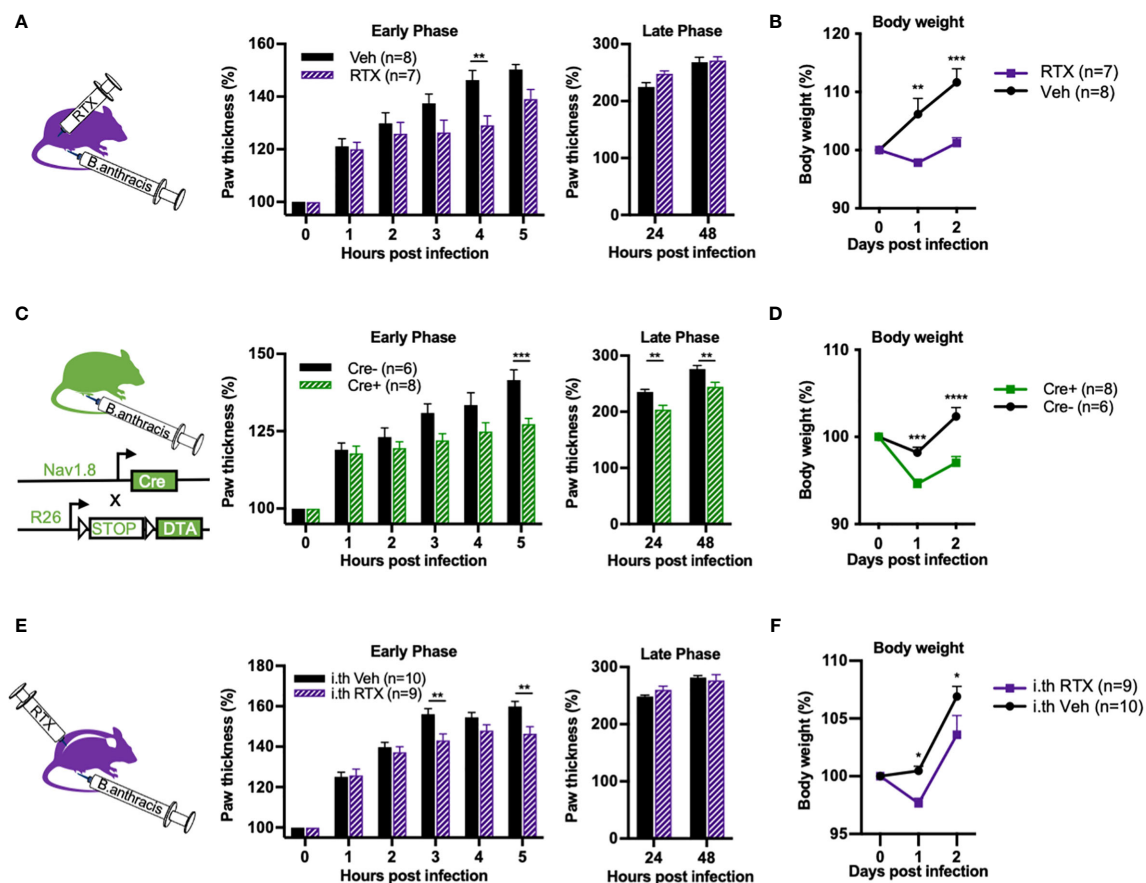 A
RTX
B.anthracis
Early Phase
Paw thickness (%)
160
140
120
100
Veh (n=8)
RTX (n=7)
**
0 1 2 3 4 5
Hours post infection
Late Phase
Paw thickness (%)
300
200
100
0
24 48
Hours post infection
B
Body weight
Body weight (%)
120
110
100
90
**
***
0 1 2
Days post infection
RTX (n=7)
Veh (n=8)
C
B.anthracis
Nav1.8
Cre
X
R26
STOP
DTA
Early Phase
Paw thickness (%)
150
125
100
Cre- (n=6)
Cre+ (n=8)
***
0 1 2 3 4 5
Hours post infection
Late Phase
Paw thickness (%)
300
200
100
0
** **
24 48
Hours post infection
D
Body weight
Body weight (%)
110
100
90
***
****
0 1 2
Days post infection
Cre+ (n=8)
Cre- (n=6)
E
RTX
B.anthracis
Early Phase
Paw thickness (%)
180
160
140
120
100
i.th Veh (n=10)
i.th RTX (n=9)
** **
0 1 2 3 4 5
Hours post infection
Late Phase
Paw thickness (%)
300
200
100
0
24 48
Hours post infection
F
Body weight
Body weight (%)
110
105
100
95
*
*
0 1 2
Days post infection
i.th RTX (n=9)
i.th Veh (n=10)